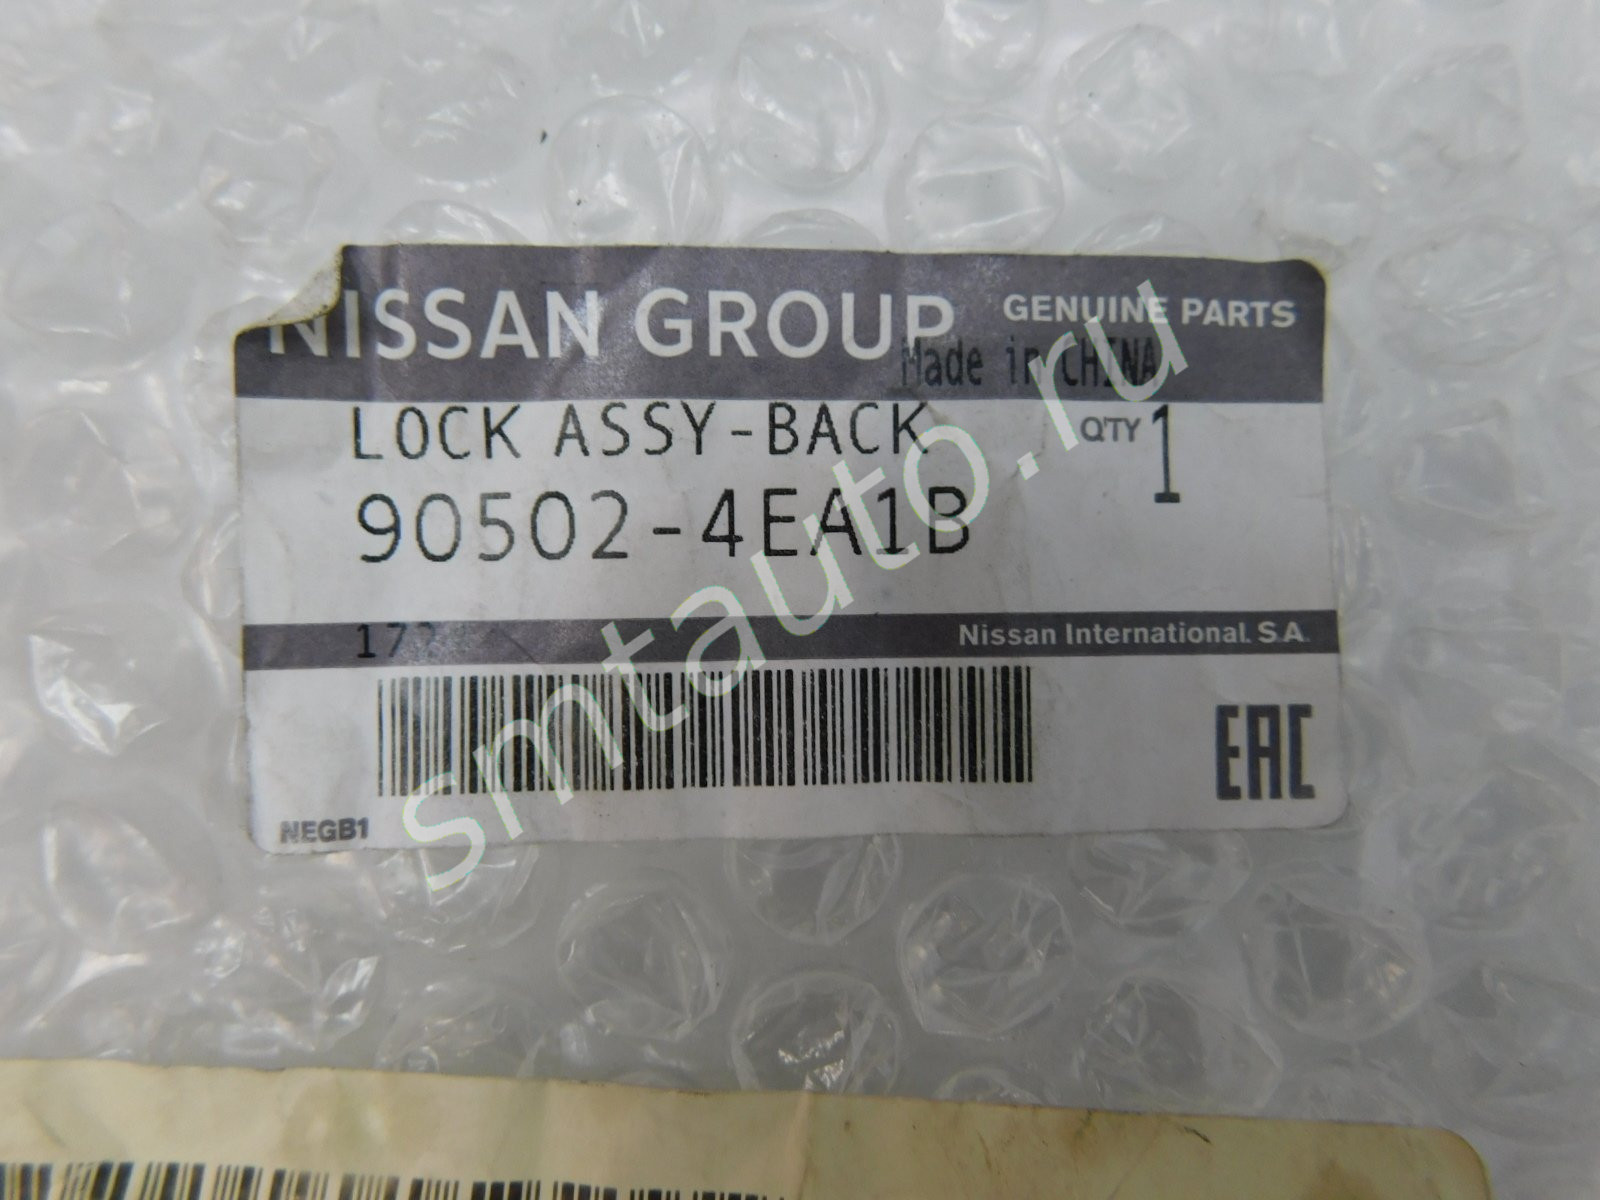 NISSAN GROUP GENUINE PARTS
Made in CHINA
LOCK ASSY-BACK QTY 1
90502-4EA1B
Nissan International S.A.
EAC
NEGB1
smtauto.ru